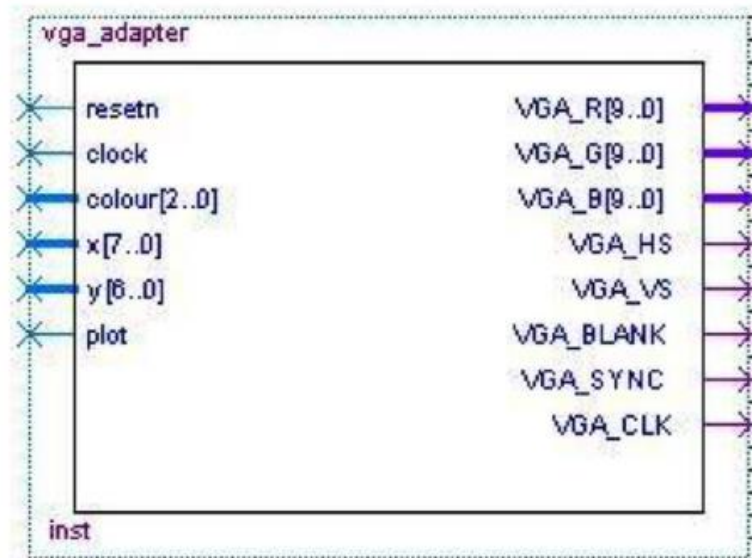 vga_adapter
resetn
clock
colour[2..0]
x[7..0]
y[6..0]
plot
VGA_R[9..0]
VGA_G[9..0]
VGA_B[9..0]
VGA_HS
VGA_VS
VGA_BLANK
VGA_SYNC
VGA_CLK
inst